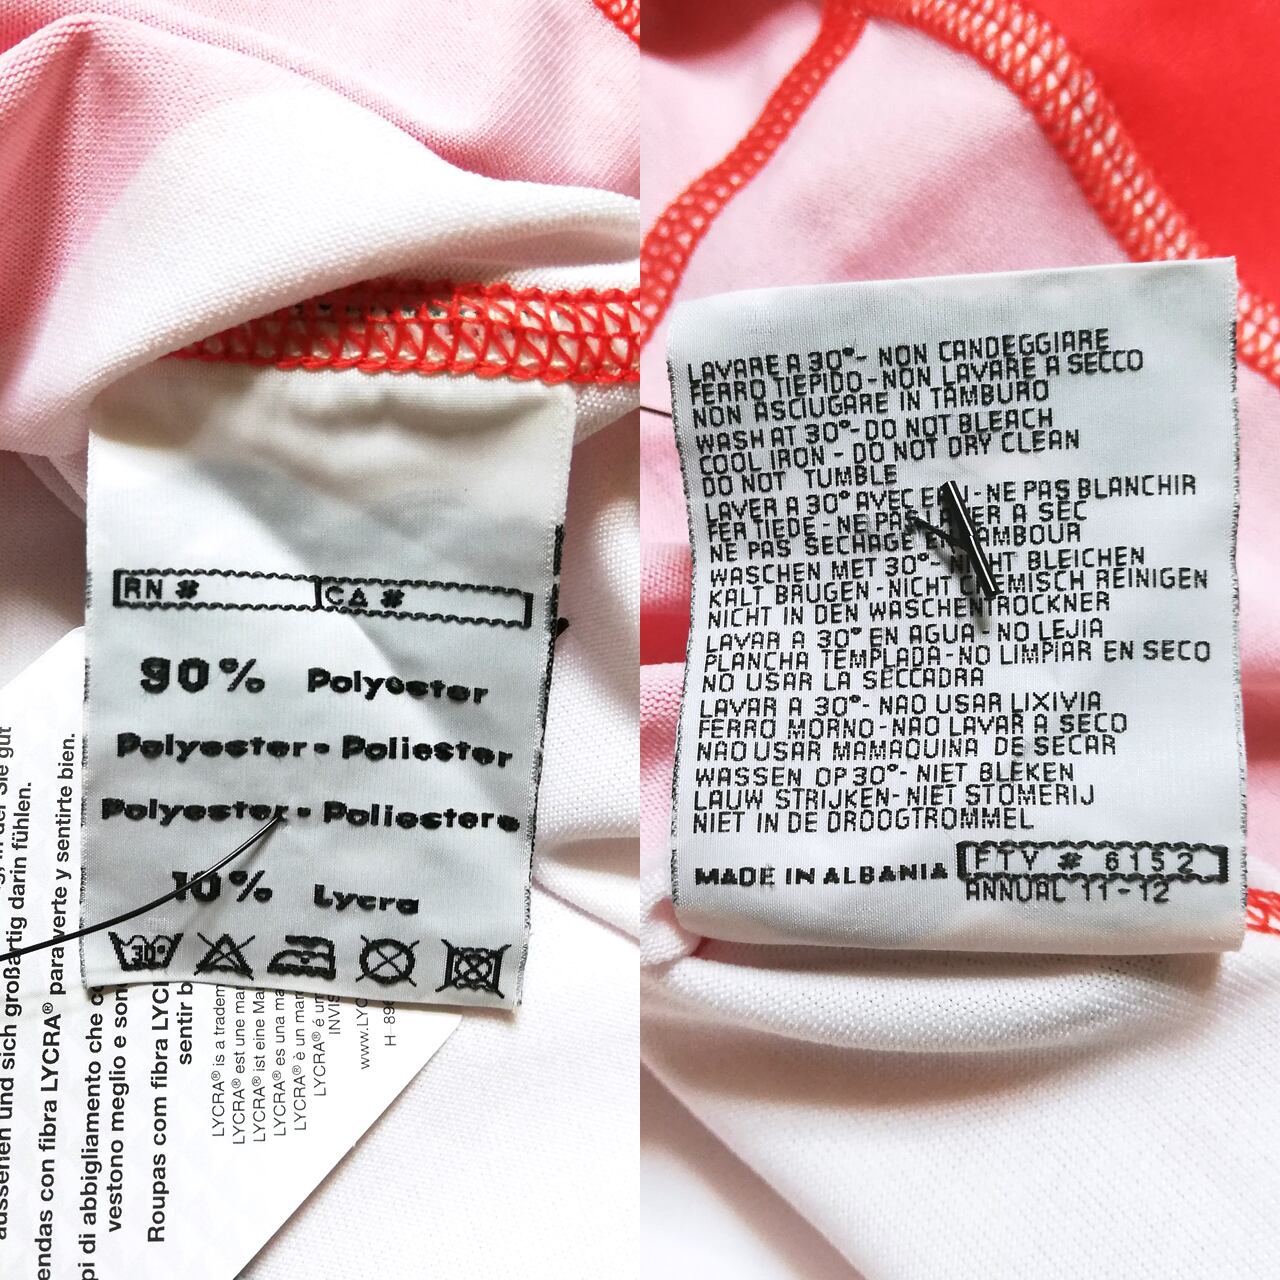 RN # CA #
90% Polyester
Polyester - Poliester
Polyester - Poliestere
10% Lycra
30°
und sich großartig darin fühlen.
endas con fibra LYCRA® para verte y sentirte bien.
pi di abbigliamento che
vestono meglio e
Roupas com fibra
sentir
LYCRA® is a
LYCRA® est une
LYCRA® ist eine
LYCRA® es una
LYCRA® è un
LYCRA® é
LAVARE A 30°- NON CANDEGGIARE
FERRO TIEPIDO - NON LAVARE A SECCO
NON ASCIUGARE IN TAMBURO
WASH AT 30°-DO NOT BLEACH
COOL IRON - DO NOT DRY CLEAN
DO NOT TUMBLE
LAVER A 30° AVEC - NE PAS BLANCHIR
FER TIEDE - NE PAS A SEC
NE PAS SECHAGE TAMBOUR
WASCHEN MET 30°- NICHT BLEICHEN
KALT BRUGEN - NICHT CHEMISCH REINIGEN
NICHT IN DEN WASCHENTROCKNER
LAVAR A 30° EN AGUA - NO LEJIA
PLANCHA TEMPLADA-NO LIMPIAR EN SECO
NO USAR LA SECCADRA
LAVAR A 30°- NAO USAR LIXIVIA
FERRO MORNO - NAO LAVAR A SECO
NAO USAR MAMAQUINA DE SECAR
WASSEN OP 30°- NIET BLEKEN
LAUW STRIJKEN - NIET STOMERIJ
NIET IN DE DROOGTROMMEL
MADE IN ALBANIA FTY # 6152
ANNUAL 11-12